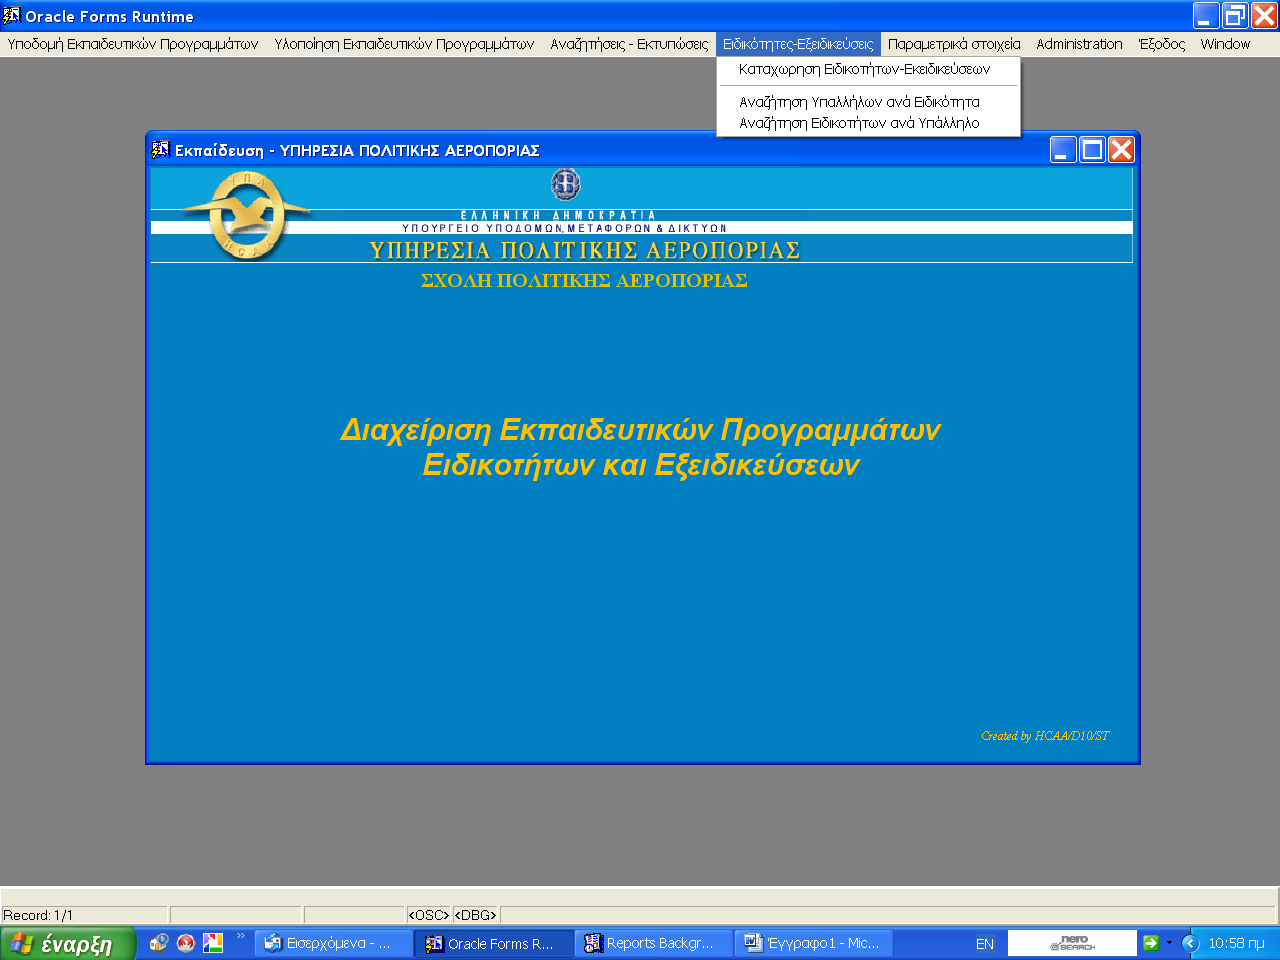 Oracle Forms Runtime
Υποδομή Εκπαιδευτικών Προγραμμάτων Υλοποίηση Εκπαιδευτικών Προγραμμάτων Αναζητήσεις - Εκτυπώσεις Ειδικότητες-Εξειδικεύσεις Παραμετρικά στοιχεία Administration Έξοδος Window
Καταχωρηση Ειδικοτήτων-Εκειδικεύσεων
Αναζήτηση Υπαλλήλων ανά Ειδικότητα
Αναζήτηση Ειδικοτήτων ανά Υπάλληλο
Εκπαίδευση - ΥΠΗΡΕΣΙΑ ΠΟΛΙΤΙΚΗΣ ΑΕΡΟΠΟΡΙΑΣ
ΥΠΑ
HCAA
ΕΛΛΗΝΙΚΗ ΔΗΜΟΚΡΑΤΙΑ
ΥΠΟΥΡΓΕΙΟ ΥΠΟΔΟΜΩΝ, ΜΕΤΑΦΟΡΩΝ & ΔΙΚΤΥΩΝ
ΥΠΗΡΕΣΙΑ ΠΟΛΙΤΙΚΗΣ ΑΕΡΟΠΟΡΙΑΣ
ΣΧΟΛΗ ΠΟΛΙΤΙΚΗΣ ΑΕΡΟΠΟΡΙΑΣ
Διαχείριση Εκπαιδευτικών Προγραμμάτων
Ειδικοτήτων και Εξειδικεύσεων
Created by HCAA/D10/ST
Record: 1/1 <OSC> <DBG>
έναρξη » Εισερχόμενα - ... Oracle Forms R... Reports Backgr... Έγγραφο1 - Mic... EN nero @SEARCH 10:58 πμ